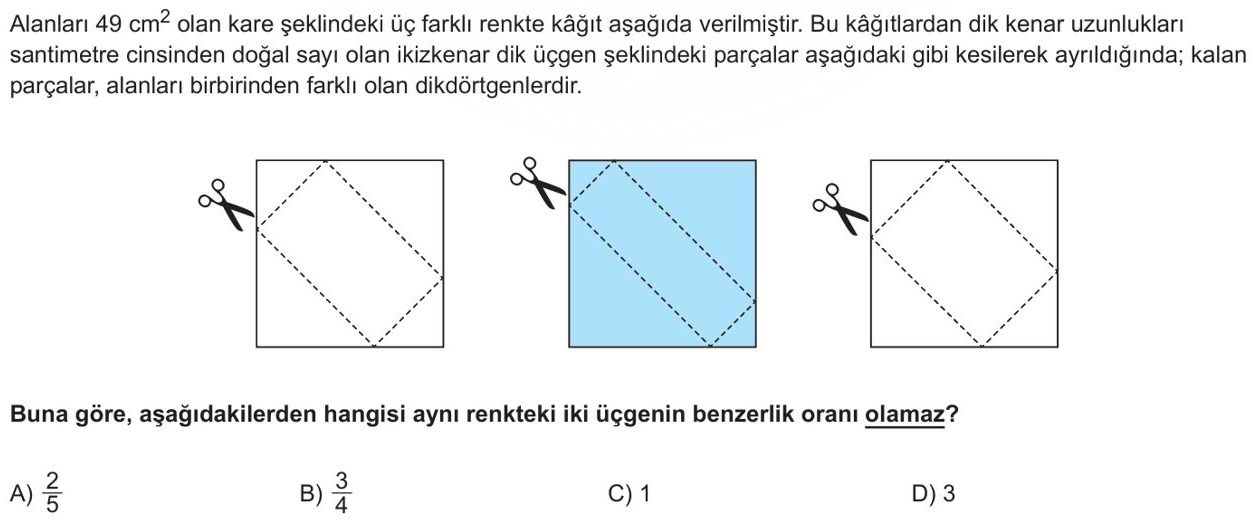 Alanları 49 cm² olan kare şeklindeki üç farklı renkte kâğıt aşağıda verilmiştir. Bu kâğıtlardan dik kenar uzunlukları
santimetre cinsinden doğal sayı olan ikizkenar dik üçgen şeklindeki parçalar aşağıdaki gibi kesilerek ayrıldığında; kalan
parçalar, alanları birbirinden farklı olan dikdörtgenlerdir.
Buna göre, aşağıdakilerden hangisi aynı renkteki iki üçgenin benzerlik oranı olamaz?
A) 2/5 B) 3/4 C) 1 D) 3